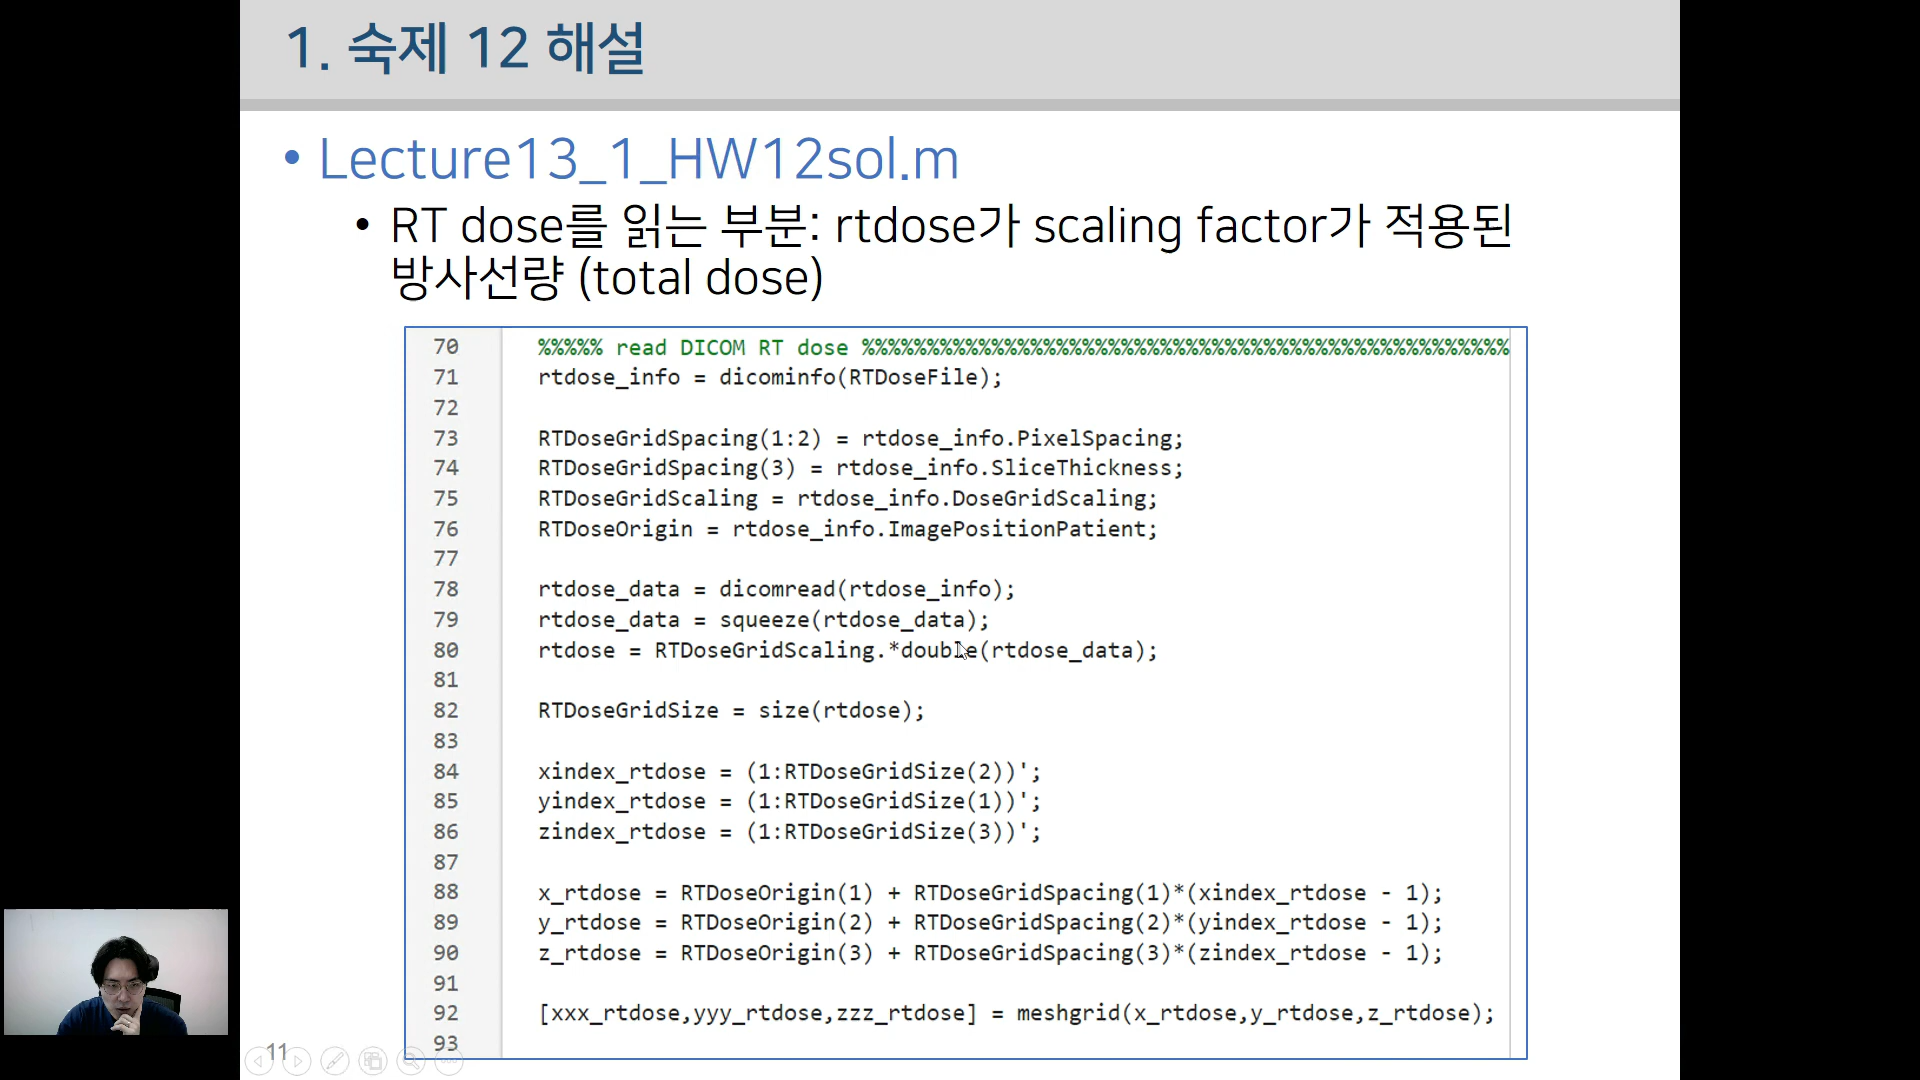 1. 숙제 12 해설
• Lecture13_1_HW12sol.m
• RT dose를 읽는 부분: rtdose가 scaling factor가 적용된
방사선량 (total dose)
70 %%%%% read DICOM RT dose %%%%%%%%%%%%%%%%%%%%%%%%%%%%%%%%%%%%%%%%%%%%%%%%%%
71 rtdose_info = dicominfo(RTDoseFile);
72
73 RTDoseGridSpacing(1:2) = rtdose_info.PixelSpacing;
74 RTDoseGridSpacing(3) = rtdose_info.SliceThickness;
75 RTDoseGridScaling = rtdose_info.DoseGridScaling;
76 RTDoseOrigin = rtdose_info.ImagePositionPatient;
77
78 rtdose_data = dicomread(rtdose_info);
79 rtdose_data = squeeze(rtdose_data);
80 rtdose = RTDoseGridScaling.*double(rtdose_data);
81
82 RTDoseGridSize = size(rtdose);
83
84 xindex_rtdose = (1:RTDoseGridSize(2))';
85 yindex_rtdose = (1:RTDoseGridSize(1))';
86 zindex_rtdose = (1:RTDoseGridSize(3))';
87
88 x_rtdose = RTDoseOrigin(1) + RTDoseGridSpacing(1)*(xindex_rtdose - 1);
89 y_rtdose = RTDoseOrigin(2) + RTDoseGridSpacing(2)*(yindex_rtdose - 1);
90 z_rtdose = RTDoseOrigin(3) + RTDoseGridSpacing(3)*(zindex_rtdose - 1);
91
92 [xxx_rtdose,yyy_rtdose,zzz_rtdose] = meshgrid(x_rtdose,y_rtdose,z_rtdose);
93
11